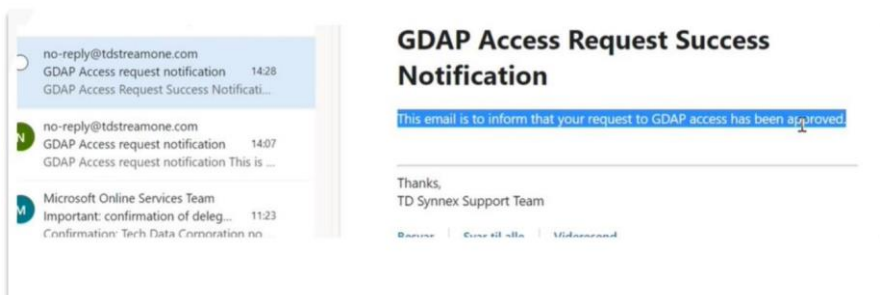 no-reply@tdstreamone.com
GDAP Access request notification 14:28
GDAP Access Request Success Notificati...
N
no-reply@tdstreamone.com
GDAP Access request notification 14:07
GDAP Access request notification This is ...
M
Microsoft Online Services Team
Important: confirmation of deleg... 11:23
Confirmation: Tech Data Corporation no...
GDAP Access Request Success
Notification
This email is to inform that your request to GDAP access has been approved.
Thanks,
TD Synnex Support Team
Besvar Svar til alle Videresend